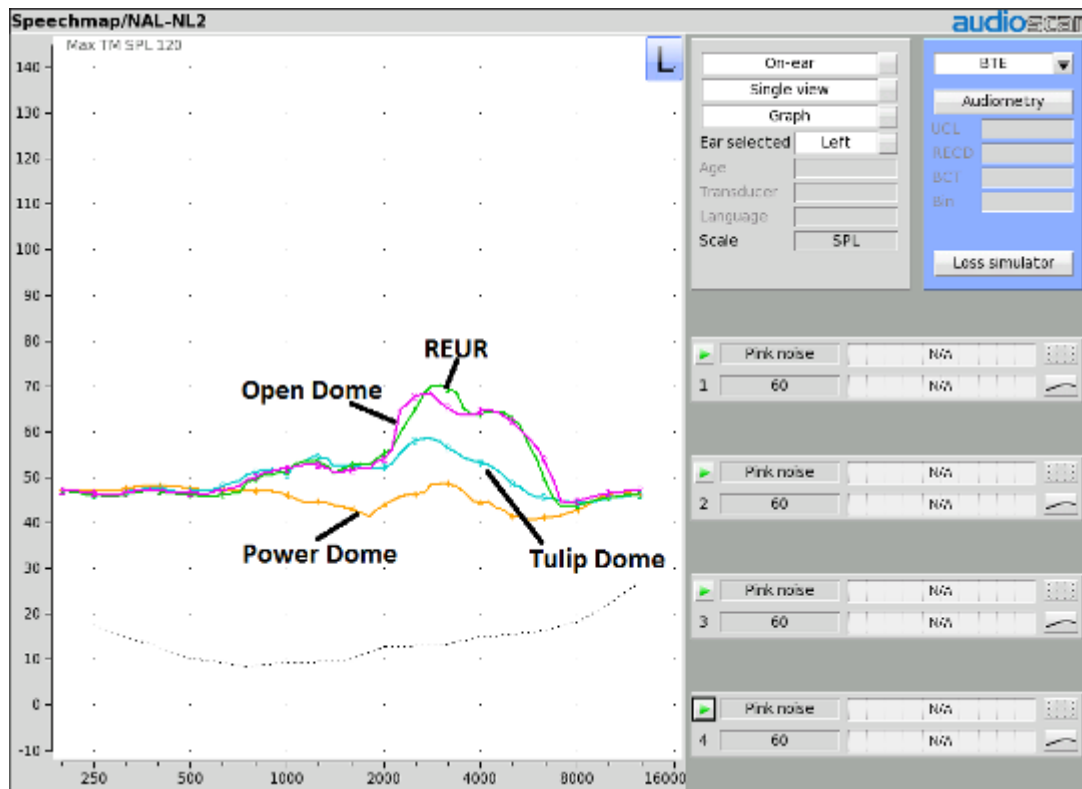 Speechmap/NAL-NL2
audioscan
Max TM SPL 120
L
140
130
120
110
100
90
80
70
60
50
40
30
20
10
0
-10
250
500
1000
2000
4000
8000
16000
REUR
Open Dome
Power Dome
Tulip Dome
On-ear
Single view
Graph
Ear selected Left
Age
Transducer
Language
Scale SPL
BTE
Audiometry
UCL
RECD
BCT
Bin
Loss simulator
Pink noise N/A
1 60 N/A
Pink noise N/A
2 60 N/A
Pink noise N/A
3 60 N/A
Pink noise N/A
4 60 N/A